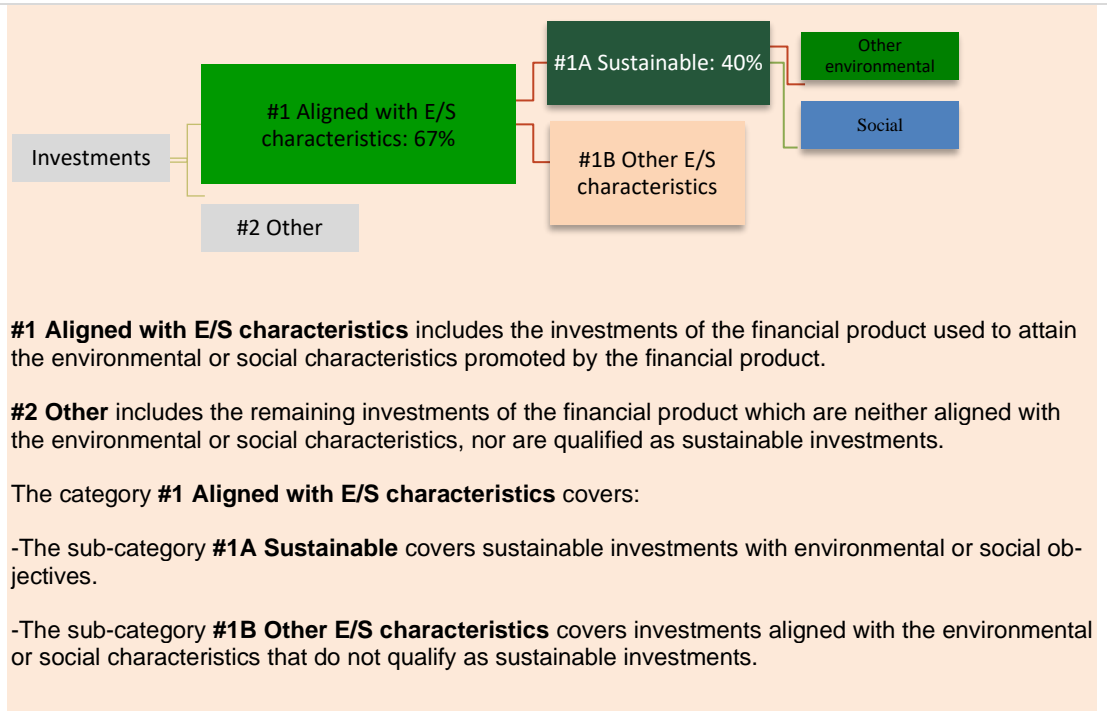 Other
environmental
#1A Sustainable: 40%
#1 Aligned with E/S
characteristics: 67%
Social
Investments
#1B Other E/S
characteristics
#2 Other
#1 Aligned with E/S characteristics includes the investments of the financial product used to attain
the environmental or social characteristics promoted by the financial product.
#2 Other includes the remaining investments of the financial product which are neither aligned with
the environmental or social characteristics, nor are qualified as sustainable investments.
The category #1 Aligned with E/S characteristics covers:
-The sub-category #1A Sustainable covers sustainable investments with environmental or social ob-
jectives.
-The sub-category #1B Other E/S characteristics covers investments aligned with the environmental
or social characteristics that do not qualify as sustainable investments.